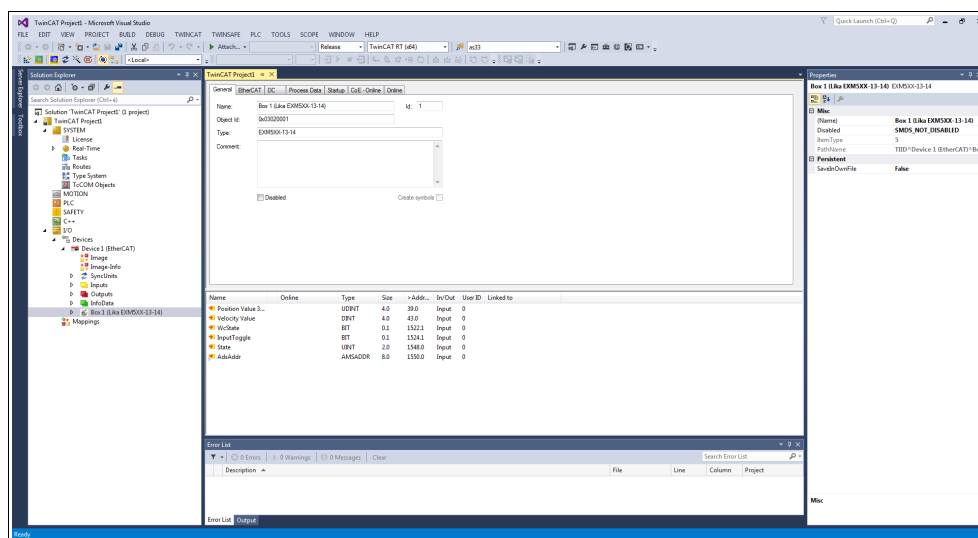 TwinCAT Project1 - Microsoft Visual Studio
Quick Launch (Ctrl+Q)
FILE EDIT VIEW PROJECT BUILD DEBUG TWINCAT TWINSAFE PLC TOOLS SCOPE WINDOW HELP
Attach... Release TwinCAT RT (x64) as33
<Local>
Server Explorer
Toolbox
Solution Explorer
Search Solution Explorer (Ctrl+è)
Solution 'TwinCAT Project1' (1 project)
TwinCAT Project1
SYSTEM
License
Real-Time
Tasks
Routes
Type System
TcCOM Objects
MOTION
PLC
SAFETY
C++
I/O
Devices
Device 1 (EtherCAT)
Image
Image-Info
SyncUnits
Inputs
Outputs
InfoData
Box 1 (Lika EXM5XX-13-14)
Mappings
TwinCAT Project1
General EtherCAT DC Process Data Startup CoE - Online Online
Name: Box 1 (Lika EXM5XX-13-14) Id: 1
Object Id: 0x03020001
Type: EXM5XX-13-14
Comment:
Disabled Create symbols
Name Online Type Size >Addr... In/Out User ID Linked to
Position Value 3... UDINT 4.0 39.0 Input 0
Velocity Value DINT 4.0 43.0 Input 0
WcState BIT 0.1 1522.1 Input 0
InputToggle BIT 0.1 1524.1 Input 0
State UINT 2.0 1548.0 Input 0
AdsAddr AMSADDR 8.0 1550.0 Input 0
Error List
0 Errors 0 Warnings 0 Messages Clear
Search Error List
Description File Line Column Project
Error List Output
Properties
Box 1 (Lika EXM5XX-13-14) EXM5XX-13-14
Misc
(Name) Box 1 (Lika EXM5XX-13-14)
Disabled SMDS_NOT_DISABLED
ItemType 5
PathName TIID^Device 1 (EtherCAT)^Bo
Persistent
SaveInOwnFile False
Misc
Ready